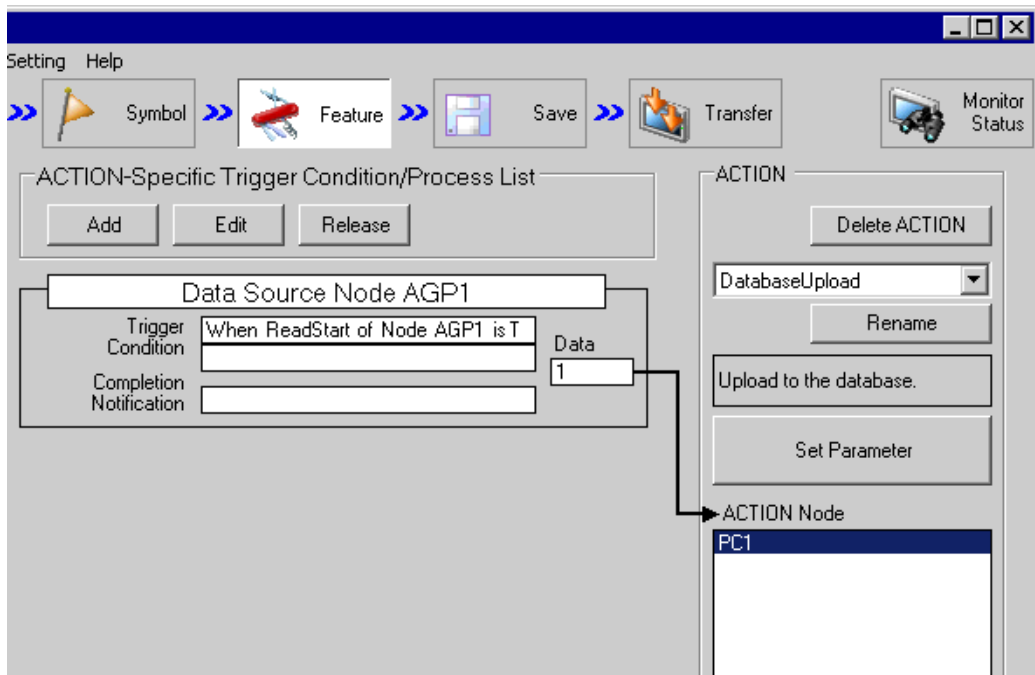 Setting Help
Symbol Feature Save Transfer Monitor Status
ACTION-Specific Trigger Condition/Process List
Add Edit Release
Data Source Node AGP1
Trigger Condition
When ReadStart of Node AGP1 is T
Data
1
Completion Notification
ACTION
Delete ACTION
DatabaseUpload
Rename
Upload to the database.
Set Parameter
ACTION Node
PC1